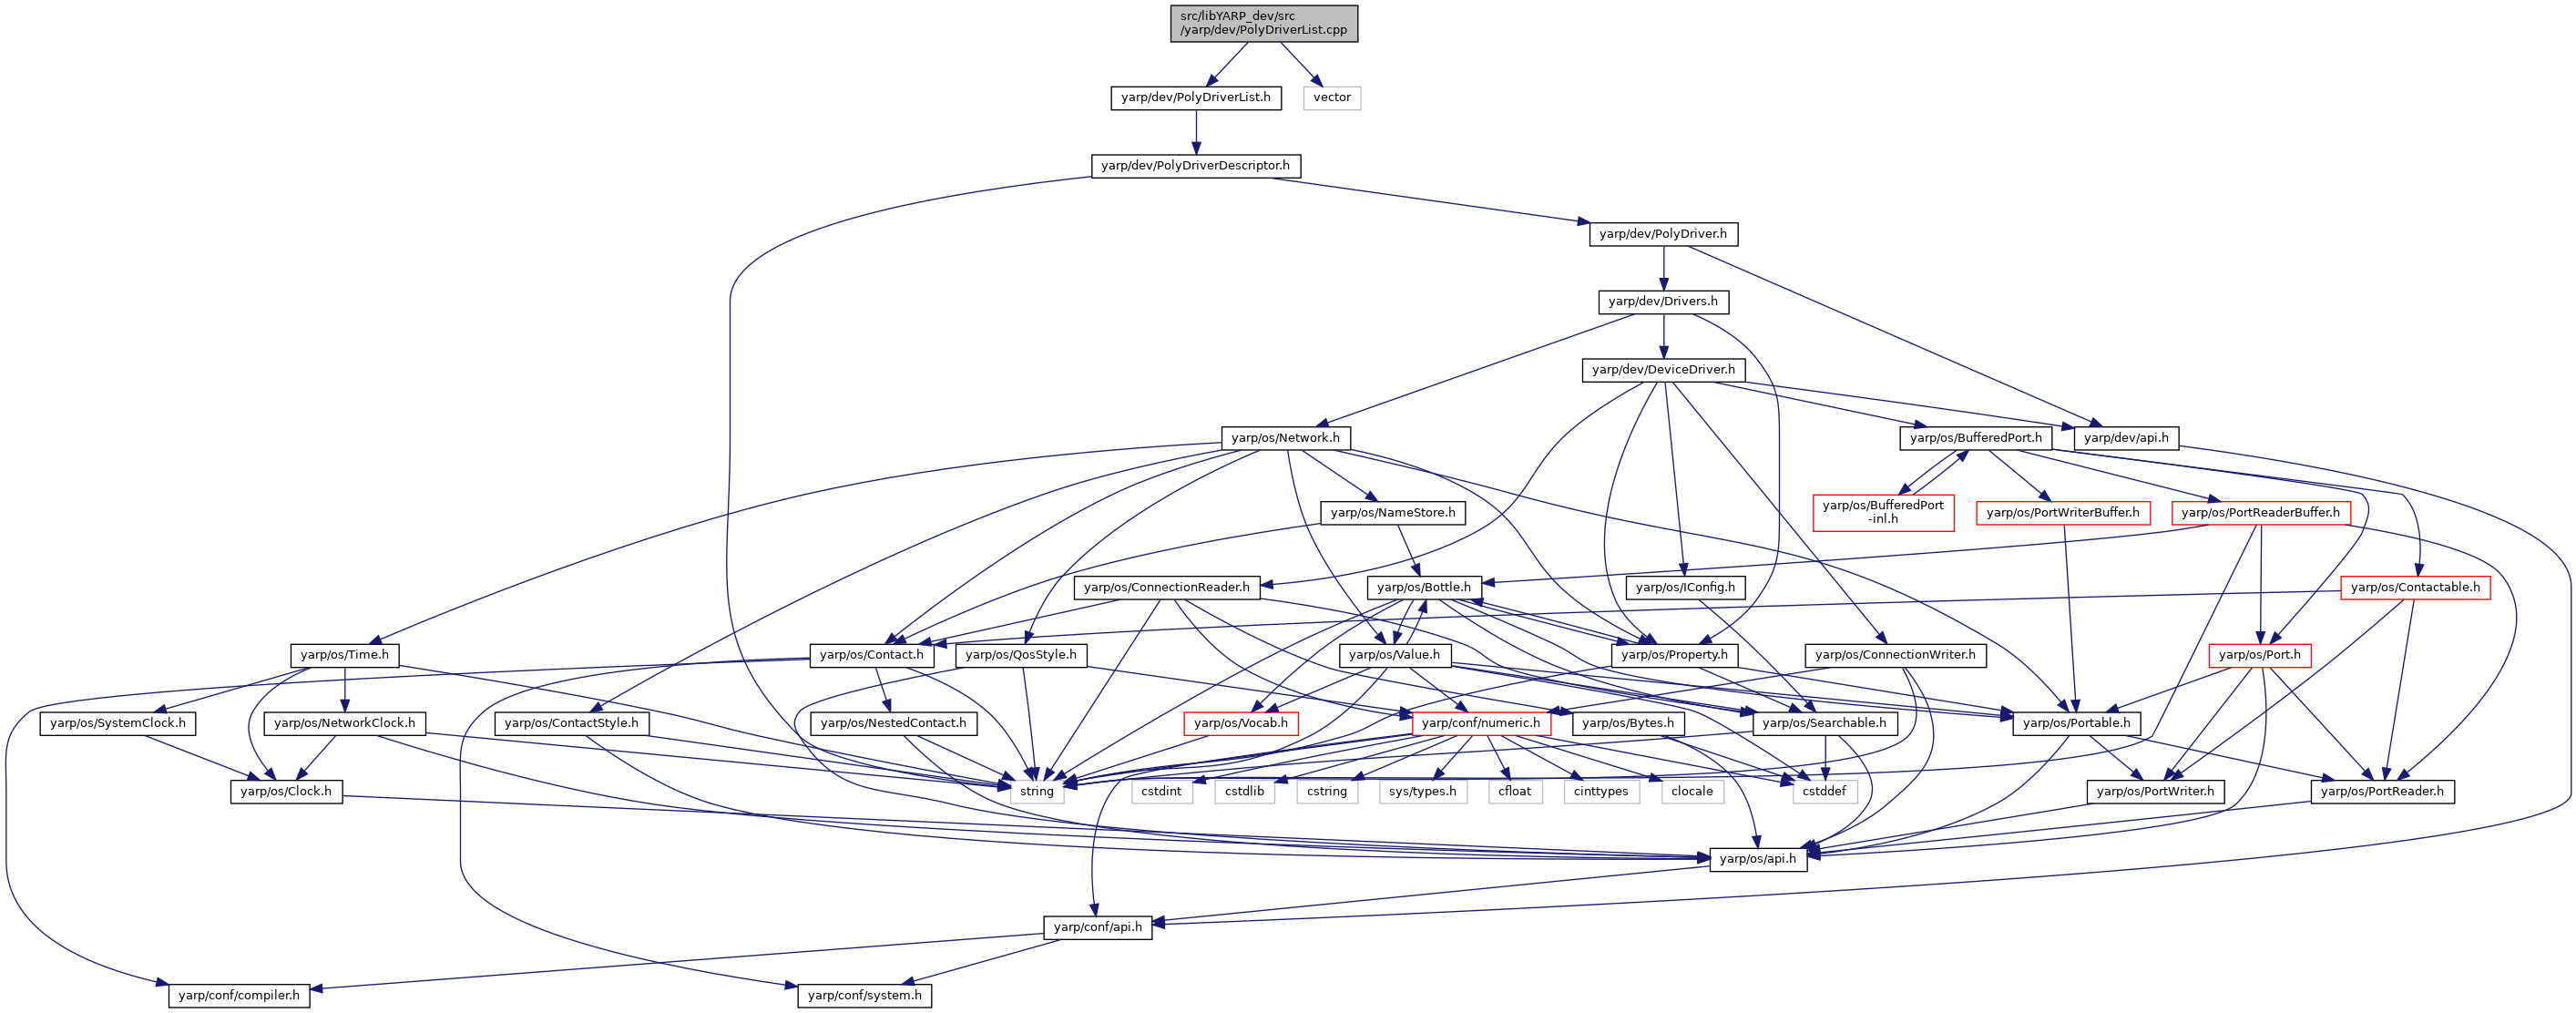 src/libYARP_dev/src
/yarp/dev/PolyDriverList.cpp
yarp/dev/PolyDriverList.h
vector
yarp/dev/PolyDriverDescriptor.h
yarp/dev/PolyDriver.h
yarp/dev/Drivers.h
yarp/dev/DeviceDriver.h
yarp/os/Network.h
yarp/os/BufferedPort.h
yarp/dev/api.h
yarp/os/NameStore.h
yarp/os/BufferedPort
-inl.h
yarp/os/PortWriterBuffer.h
yarp/os/PortReaderBuffer.h
yarp/os/ConnectionReader.h
yarp/os/Bottle.h
yarp/os/IConfig.h
yarp/os/Contactable.h
yarp/os/Time.h
yarp/os/Contact.h
yarp/os/QosStyle.h
yarp/os/Value.h
yarp/os/Property.h
yarp/os/ConnectionWriter.h
yarp/os/Port.h
yarp/os/SystemClock.h
yarp/os/NetworkClock.h
yarp/os/ContactStyle.h
yarp/os/NestedContact.h
yarp/os/Vocab.h
yarp/conf/numeric.h
yarp/os/Bytes.h
yarp/os/Searchable.h
yarp/os/Portable.h
yarp/os/Clock.h
string
cstdint
cstdlib
cstring
sys/types.h
cfloat
cinttypes
clocale
cstddef
yarp/os/PortWriter.h
yarp/os/PortReader.h
yarp/os/api.h
yarp/conf/api.h
yarp/conf/compiler.h
yarp/conf/system.h